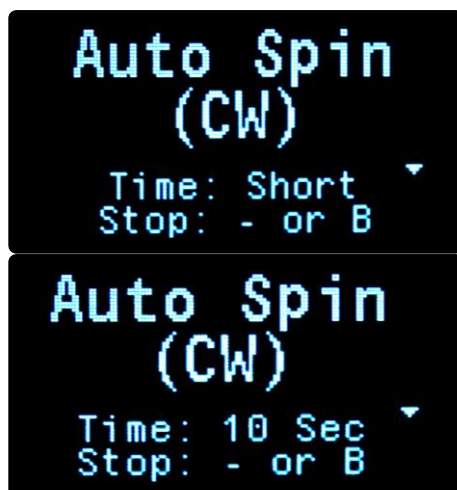 Auto Spin
(CW)
Time: Short
Stop: - or B
Auto Spin
(CW)
Time: 10 Sec
Stop: - or B